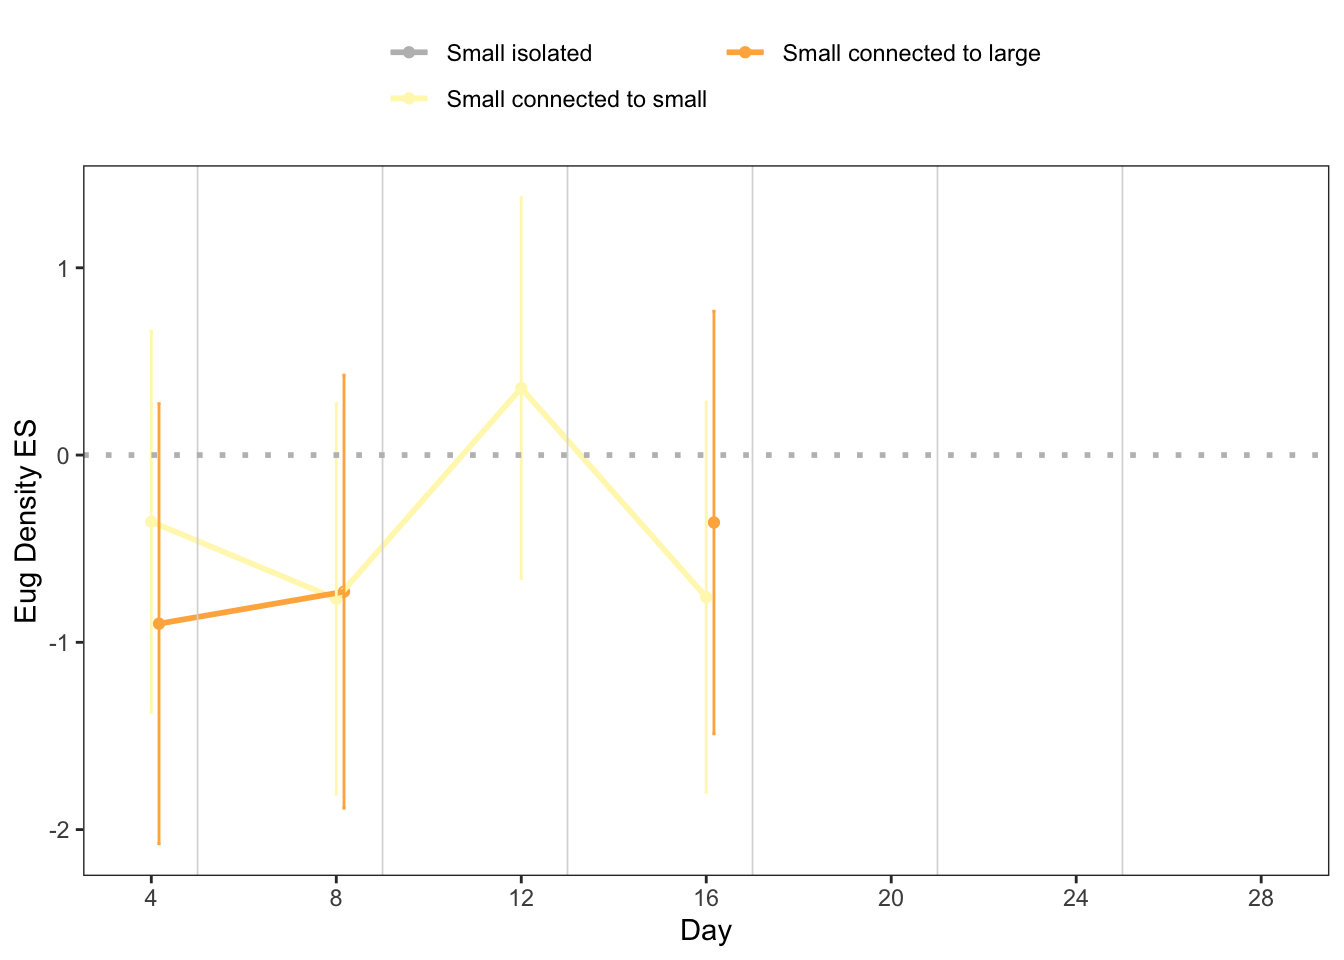 Small isolated
Small connected to large
Small connected to small
1
0
-1
-2
Eug Density ES
4 8 12 16 20 24 28
Day